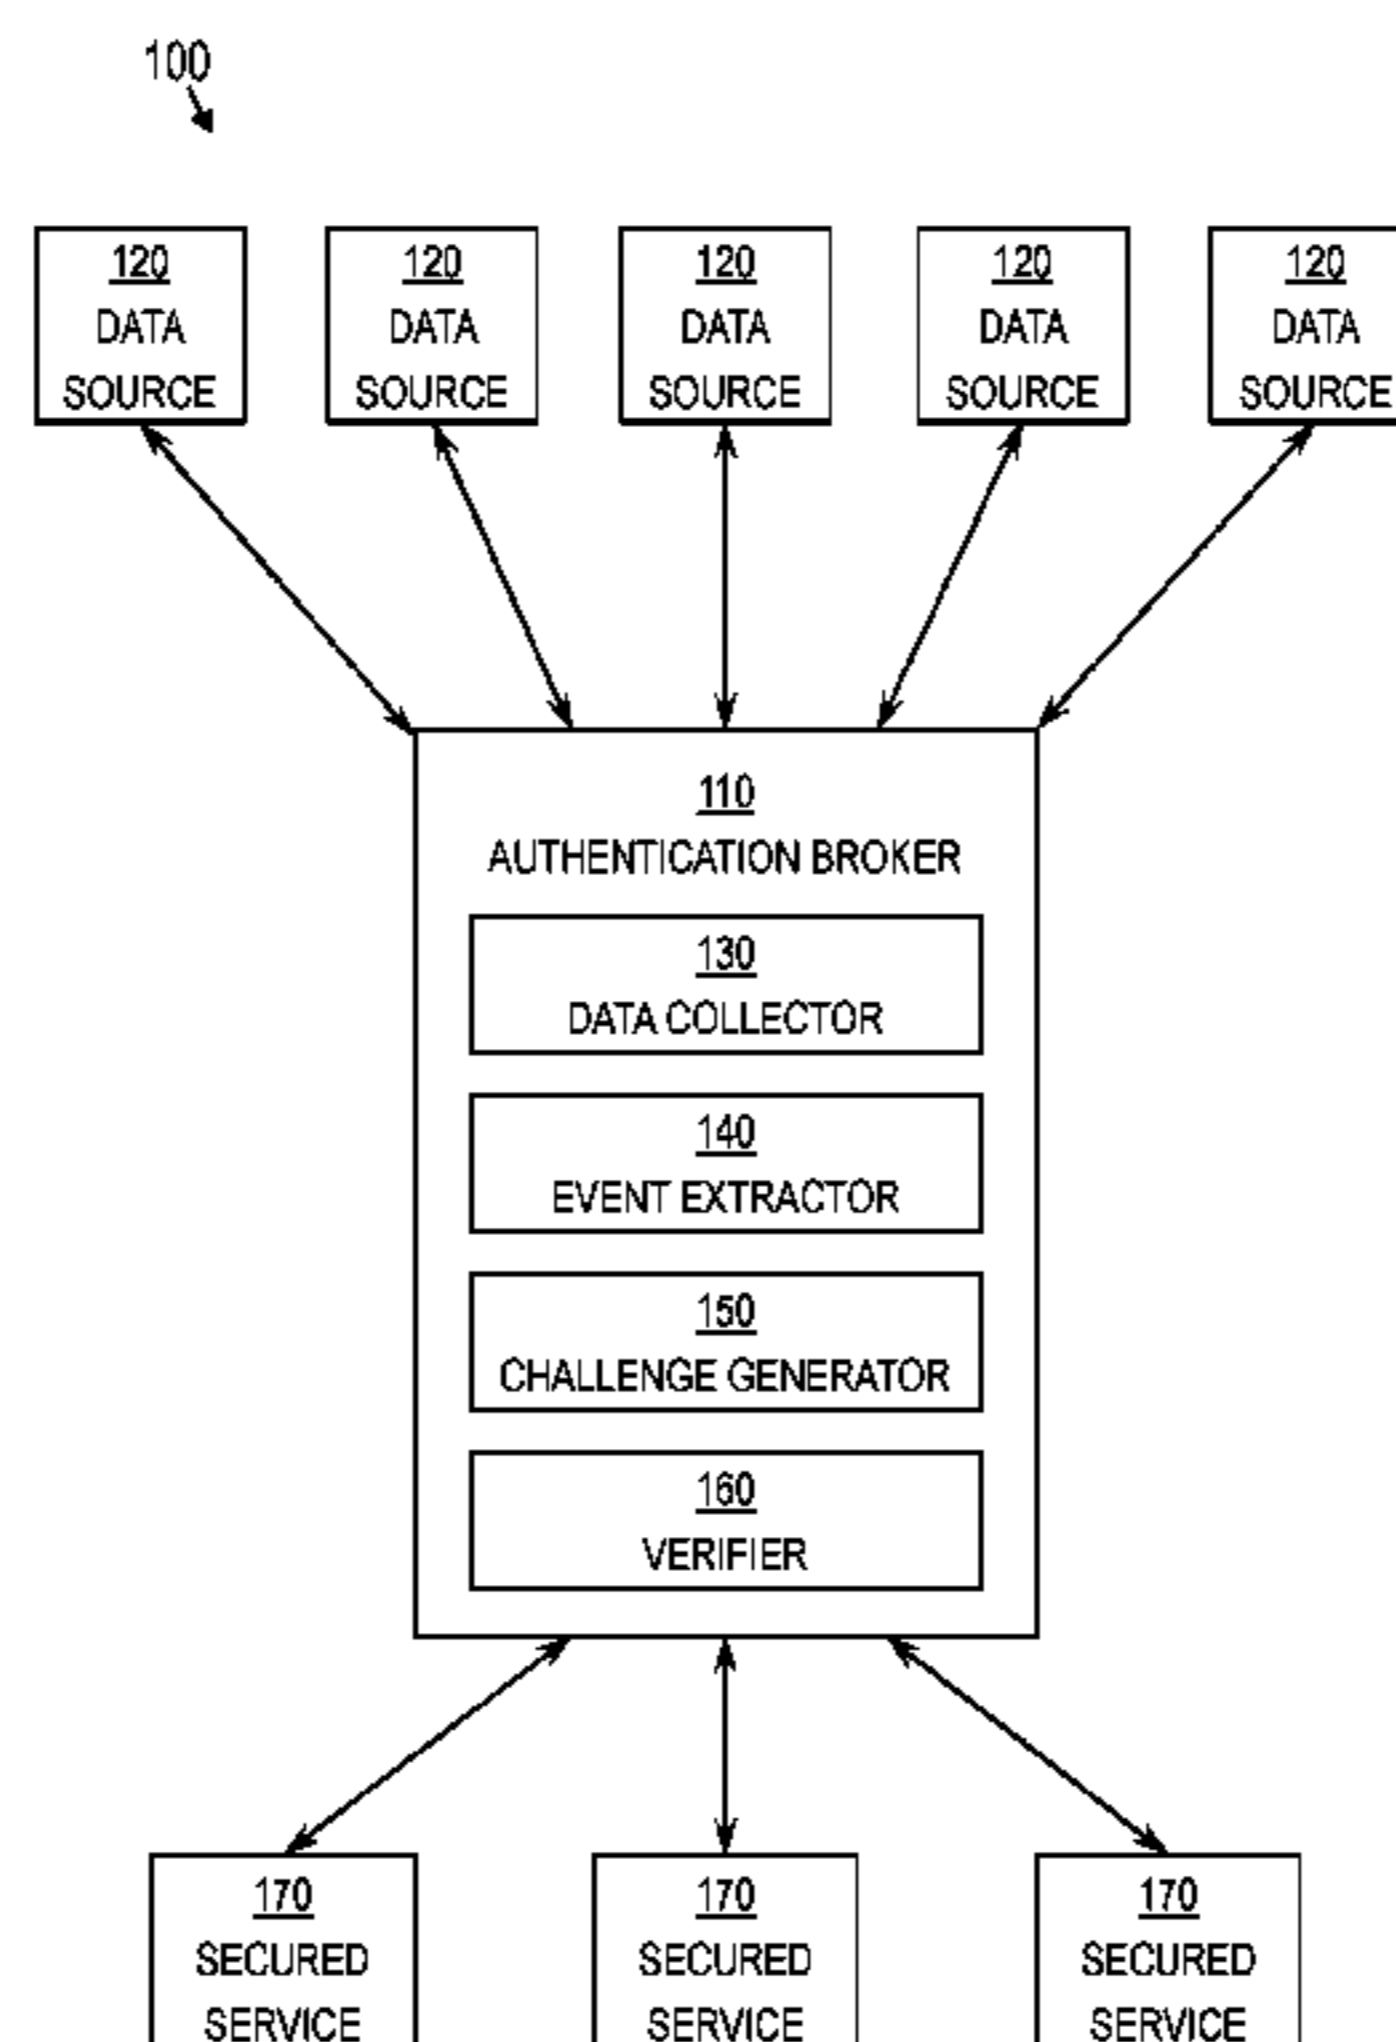 100
120 120 120 120 120
DATA DATA DATA DATA DATA
SOURCE SOURCE SOURCE SOURCE SOURCE
110
AUTHENTICATION BROKER
130
DATA COLLECTOR
140
EVENT EXTRACTOR
150
CHALLENGE GENERATOR
160
VERIFIER
170 170 170
SECURED SECURED SECURED
SERVICE SERVICE SERVICE